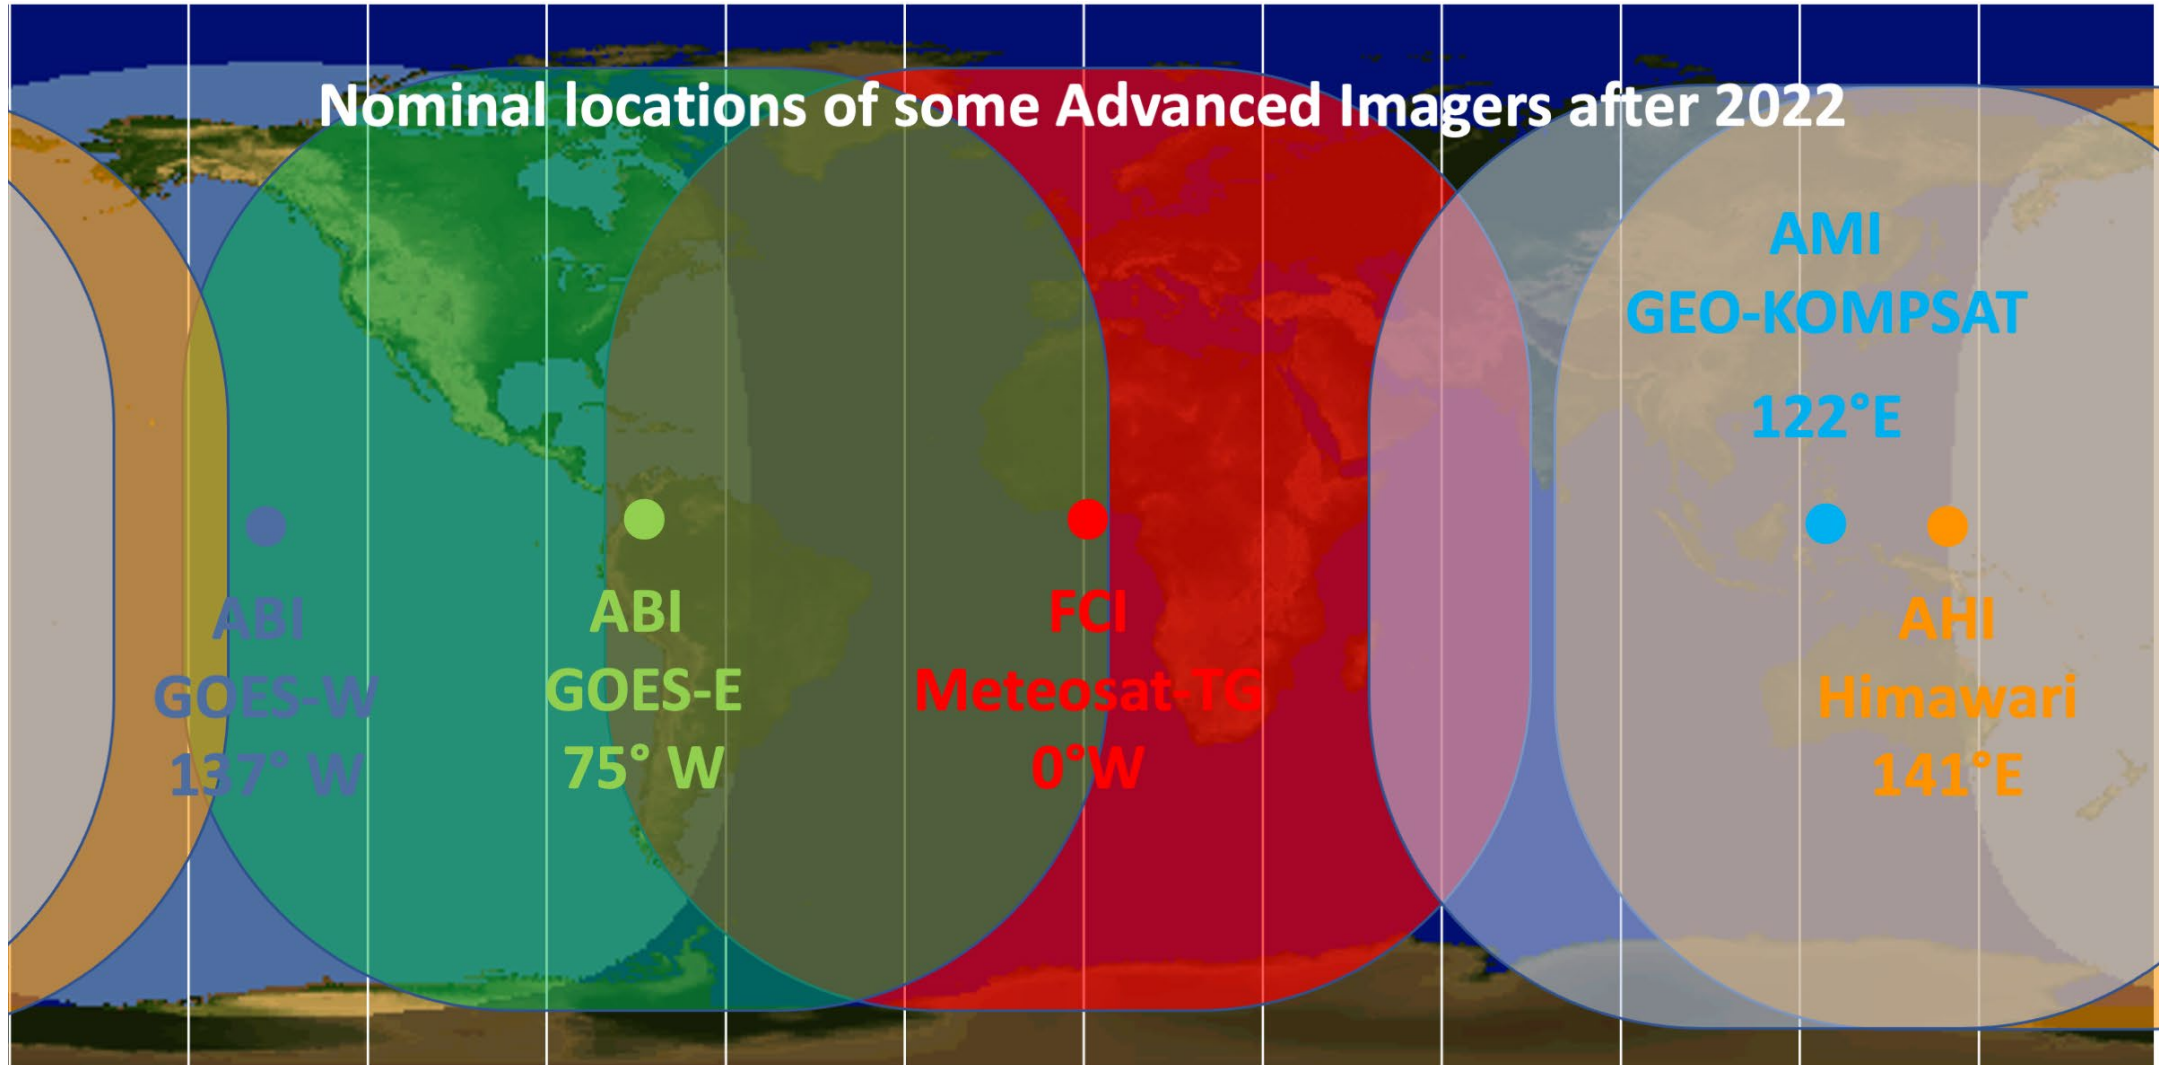 Nominal locations of some Advanced Imagers after 2022
AMI
GEO-KOMPSAT
122°E
ABI
GOES-W
137° W
ABI
GOES-E
75° W
FCI
Meteosat-TG
0°W
AHI
Himawari
141°E